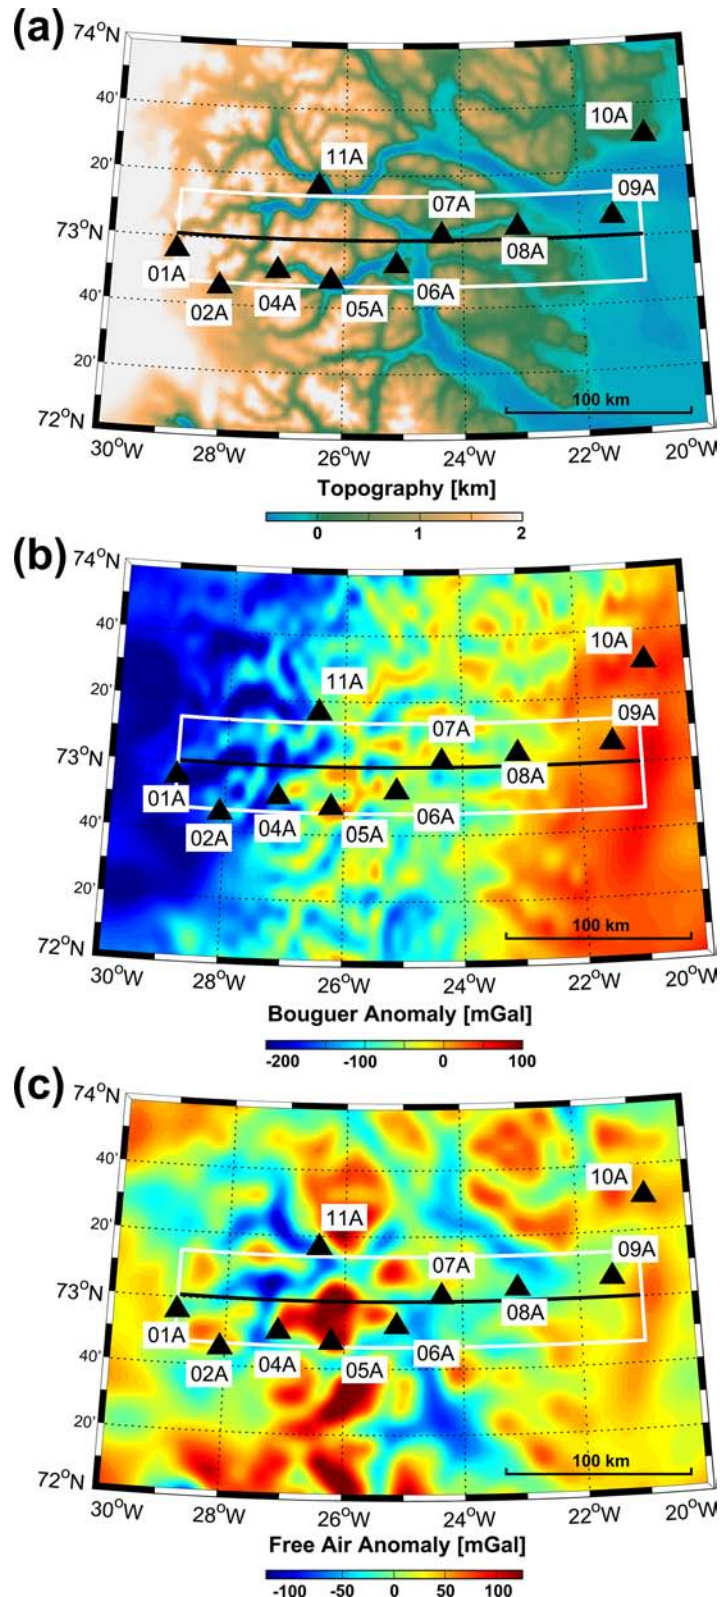 (a)
74°N
40'
20'
73°N
40'
20'
72°N
10A
11A
09A
07A
08A
01A
02A
04A
05A
06A
100 km
30°W 28°W 26°W 24°W 22°W 20°W
Topography [km]
0 1 2
(b)
74°N
40'
20'
73°N
40'
20'
72°N
10A
11A
09A
07A
08A
01A
02A
04A
05A
06A
100 km
30°W 28°W 26°W 24°W 22°W 20°W
Bouguer Anomaly [mGal]
-200 -100 0 100
(c)
74°N
40'
20'
73°N
40'
20'
72°N
10A
11A
09A
07A
08A
01A
02A
04A
05A
06A
100 km
30°W 28°W 26°W 24°W 22°W 20°W
Free Air Anomaly [mGal]
-100 -50 0 50 100